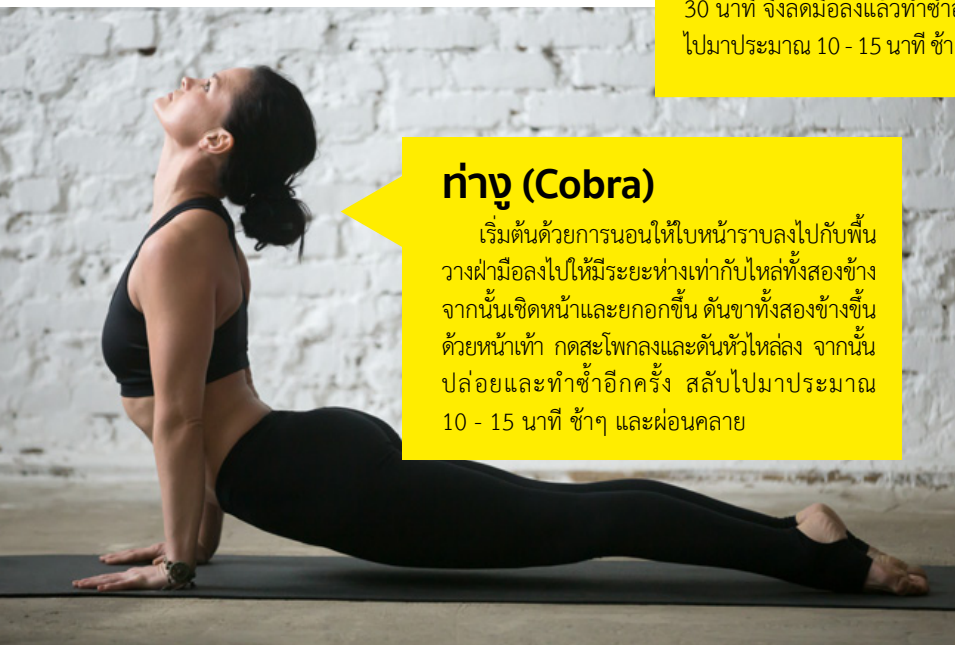 30 นาที จึงลดมือลงแล้วทำซ้ำ
ไปมาประมาณ 10 - 15 นาที ช้า
ท่างู (Cobra)
เริ่มต้นด้วยการนอนให้ใบหน้าราบลงไปกับพื้น
วางฝ่ามือลงไปให้มีระยะห่างเท่ากับไหล่ทั้งสองข้าง
จากนั้นเชิดหน้าและยกอกขึ้น ดันขาทั้งสองข้างขึ้น
ด้วยหน้าเท้า กดสะโพกลงและดันหัวไหล่ลง จากนั้น
ปล่อยและทำซ้ำอีกครั้ง สลับไปมาประมาณ
10 - 15 นาที ช้าๆ และผ่อนคลาย